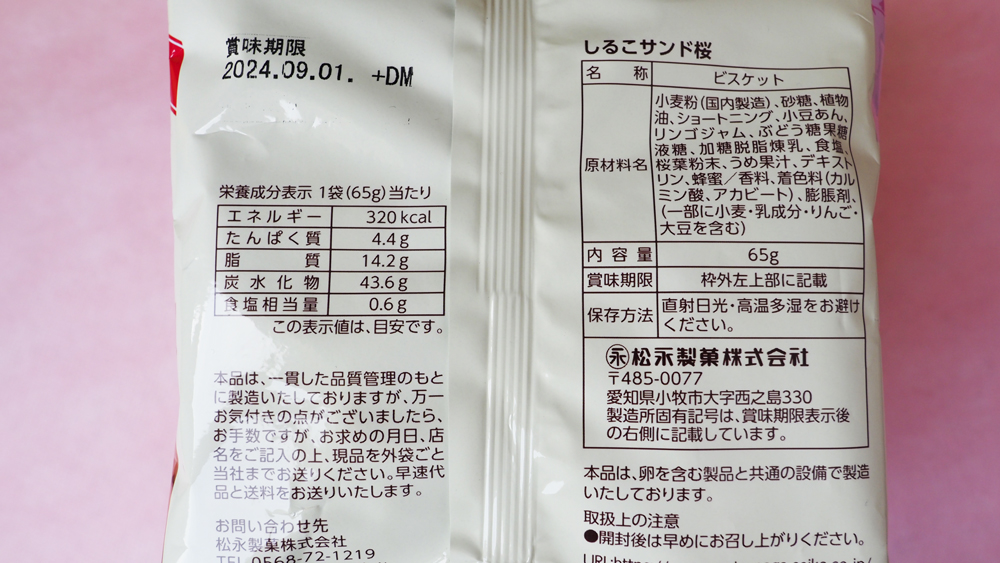 賞味期限
2024.09.01. +DM
栄養成分表示 1袋(65g)当たり
エネルギー 320kcal
たんぱく質 4.4g
脂質 14.2g
炭水化物 43.6g
食塩相当量 0.6g
この表示値は、目安です。
本品は、一貫した品質管理のもと
に製造いたしておりますが、万一
お気付きの点がございましたら、
お手数ですが、お求めの月日、店
名をご記入の上、現品を外袋ごと
当社までお送りください。早速代
品と送料をお送りいたします。
お問い合わせ先
松永製菓株式会社
TEL 0568-72-1219
しるこサンド桜
名称 ビスケット
原材料名
小麦粉(国内製造)、砂糖、植物
油、ショートニング、小豆あん、
リンゴジャム、ぶどう糖果糖
液糖、加糖脱脂煉乳、食塩、
桜葉粉末、うめ果汁、デキスト
リン、蜂蜜/香料、着色料(カル
ミン酸、アカビート)、膨脹剤、
(一部に小麦・乳成分・りんご・
大豆を含む)
内容量 65g
賞味期限 枠外左上部に記載
保存方法 直射日光・高温多湿をお避け
ください。
永 松永製菓株式会社
〒485-0077
愛知県小牧市大字西之島330
製造所固有記号は、賞味期限表示後
の右側に記載しています。
本品は、卵を含む製品と共通の設備で製造
いたしております。
取扱上の注意
●開封後は早めにお召し上がりください。